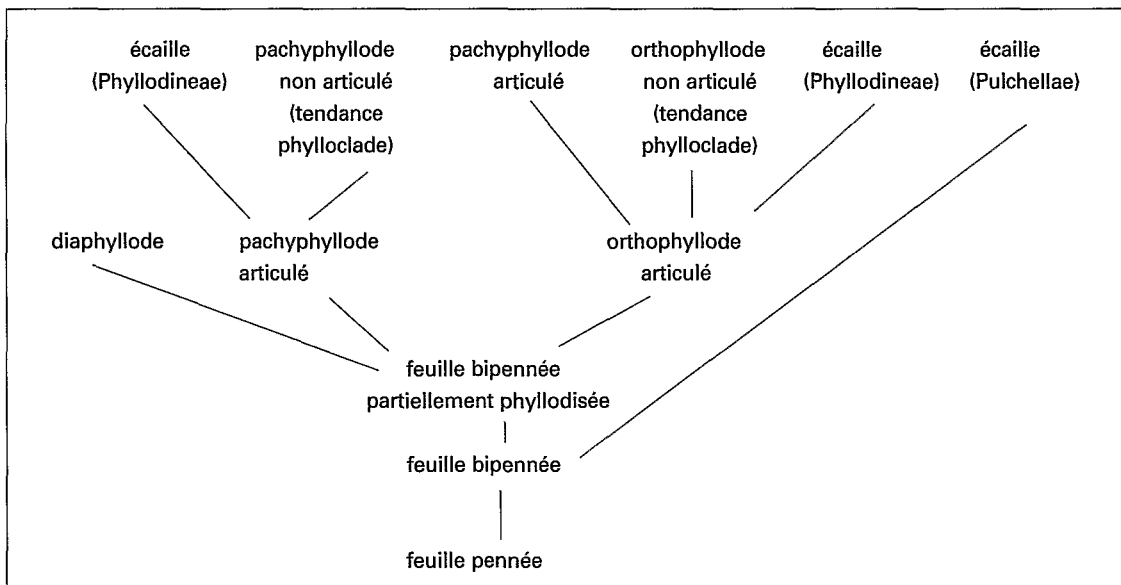 écaille
(Phyllodineae)
pachyphyllode
non articulé
(tendance
phylloclade)
pachyphyllode
articulé
orthophyllode
non articulé
(tendance
phylloclade)
écaille
(Phyllodineae)
écaille
(Pulchellae)
diaphyllode
pachyphyllode
articulé
orthophyllode
articulé
feuille bipennée
partiellement phyllodisée
feuille bipennée
feuille pennée